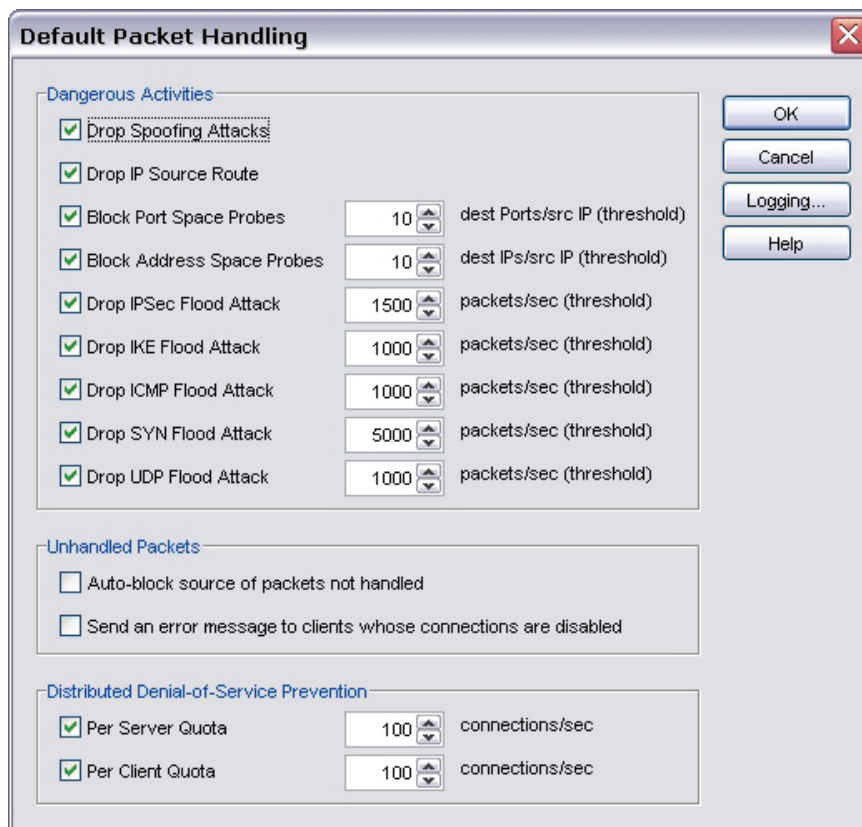 Default Packet Handling
Dangerous Activities
Drop Spoofing Attacks
Drop IP Source Route
Block Port Space Probes 10 dest Ports/src IP (threshold)
Block Address Space Probes 10 dest IPs/src IP (threshold)
Drop IPSec Flood Attack 1500 packets/sec (threshold)
Drop IKE Flood Attack 1000 packets/sec (threshold)
Drop ICMP Flood Attack 1000 packets/sec (threshold)
Drop SYN Flood Attack 5000 packets/sec (threshold)
Drop UDP Flood Attack 1000 packets/sec (threshold)
OK
Cancel
Logging...
Help
Unhandled Packets
Auto-block source of packets not handled
Send an error message to clients whose connections are disabled
Distributed Denial-of-Service Prevention
Per Server Quota 100 connections/sec
Per Client Quota 100 connections/sec